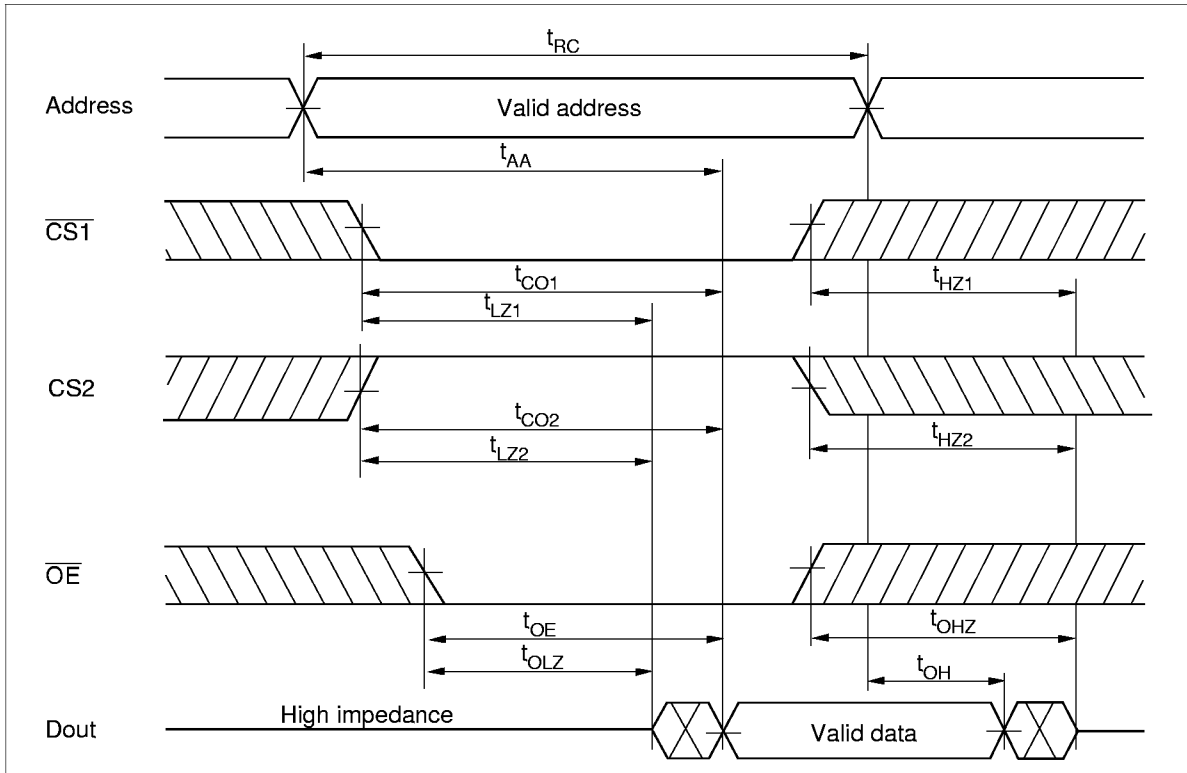 tRC
Address
Valid address
tAA
CS1
tCO1
tHZ1
tLZ1
CS2
tCO2
tHZ2
tLZ2
OE
tOE
tOHZ
tOLZ
tOH
High impedance
Dout
Valid data